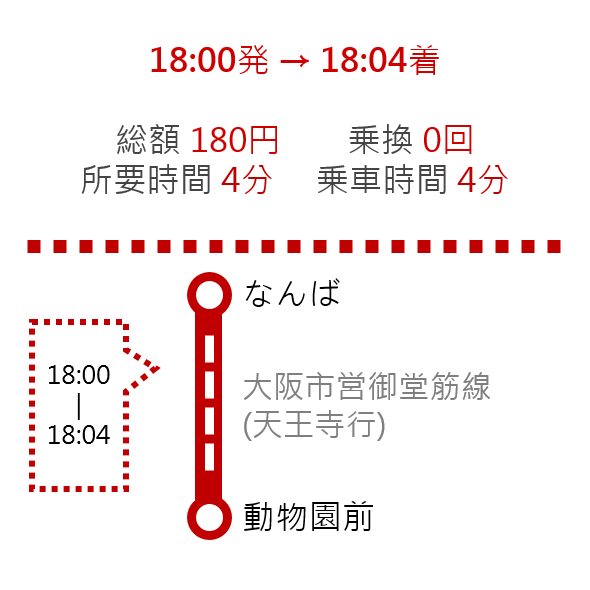 18:00発 → 18:04着
総額 180円 乗換 0回
所要時間 4分 乗車時間 4分
なんば
18:00
|
18:04
大阪市営御堂筋線
(天王寺行)
動物園前